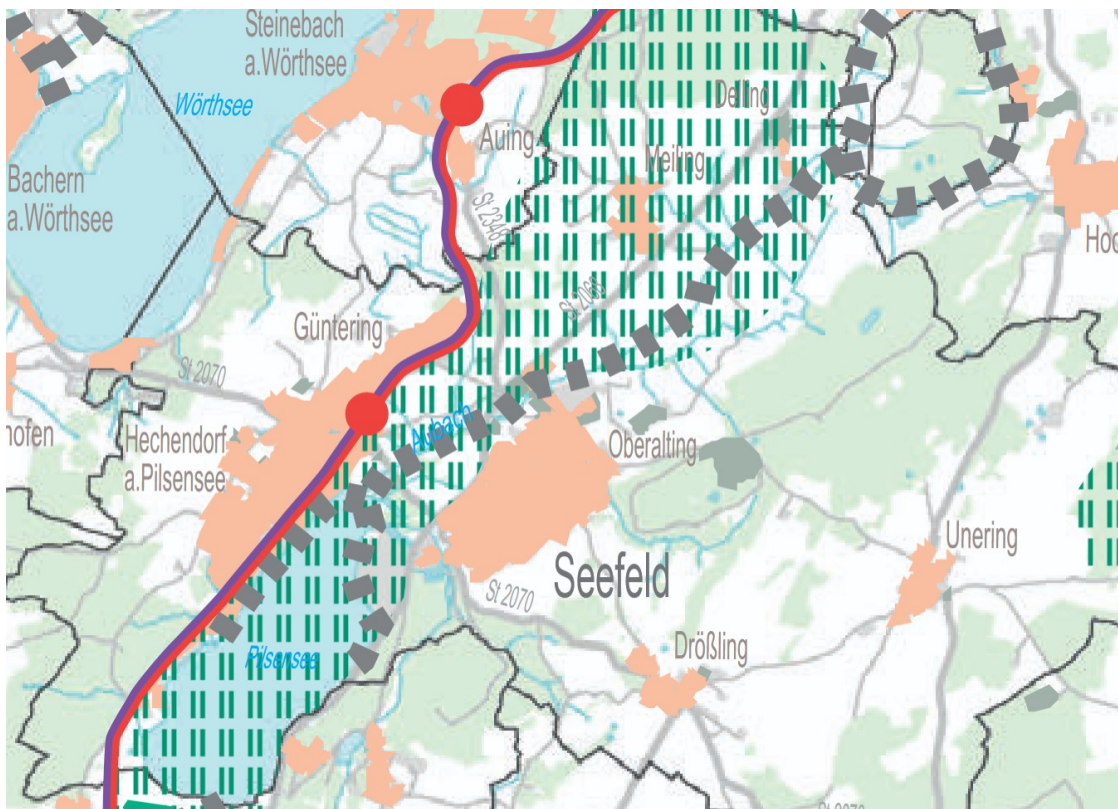 Steinebach
a.Wörthsee
Wörthsee
Delling
Auing
Meiling
Bachern
a.Wörthsee
St 2348
Hoc
St 2068
Güntering
St 2070
Aubach
hofen
Hechendorf
a.Pilsensee
Oberalting
Unering
Seefeld
St 2070
Drößling
Pilsensee